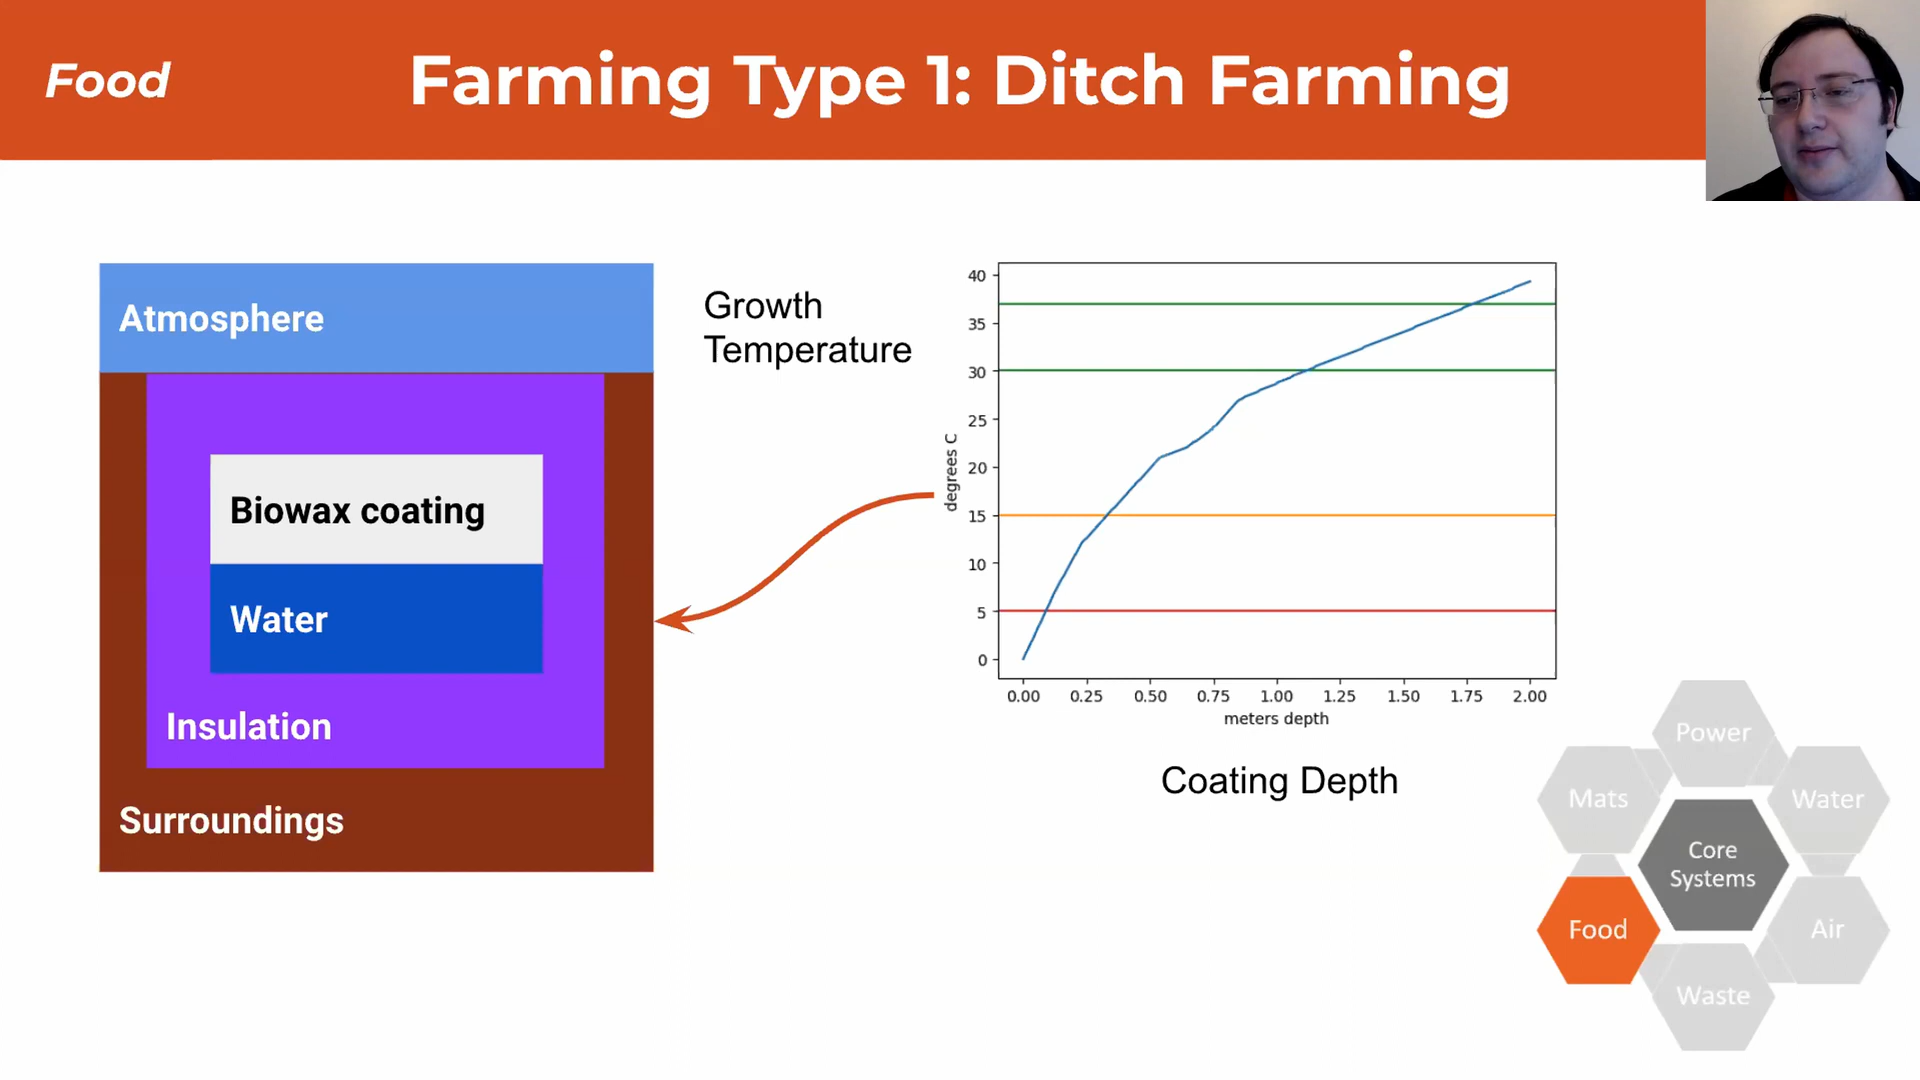 Food
Farming Type 1: Ditch Farming
Atmosphere
Biowax coating
Water
Insulation
Surroundings
Growth
Temperature
degrees C
40
35
30
25
20
15
10
5
0
0.00 0.25 0.50 0.75 1.00 1.25 1.50 1.75 2.00
meters depth
Coating Depth
Power
Mats
Water
Core
Systems
Food
Air
Waste